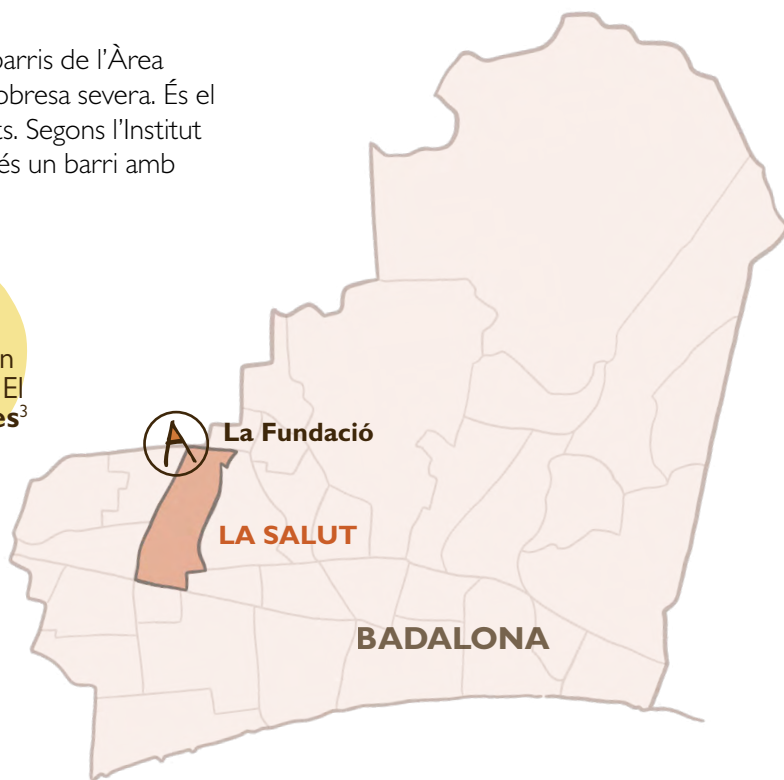 barris de l’Àrea
obresa severa. És el
ts. Segons l’Institut
és un barri amb
n
El
es³
La Fundació
LA SALUT
BADALONA